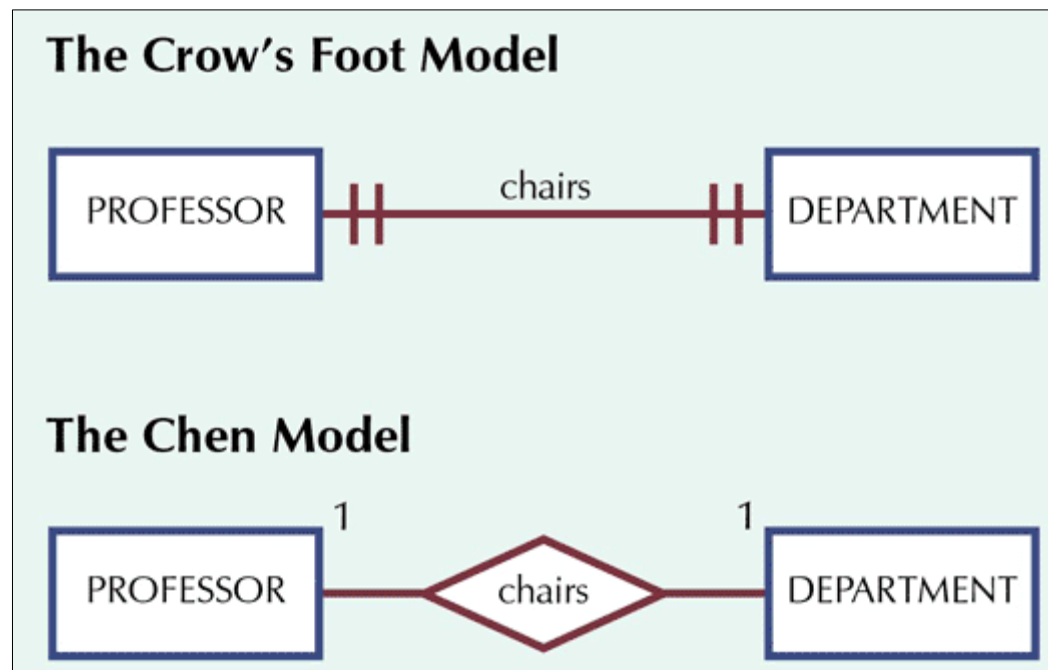 The Crow’s Foot Model
PROFESSOR
chairs
DEPARTMENT
The Chen Model
1
1
PROFESSOR
chairs
DEPARTMENT